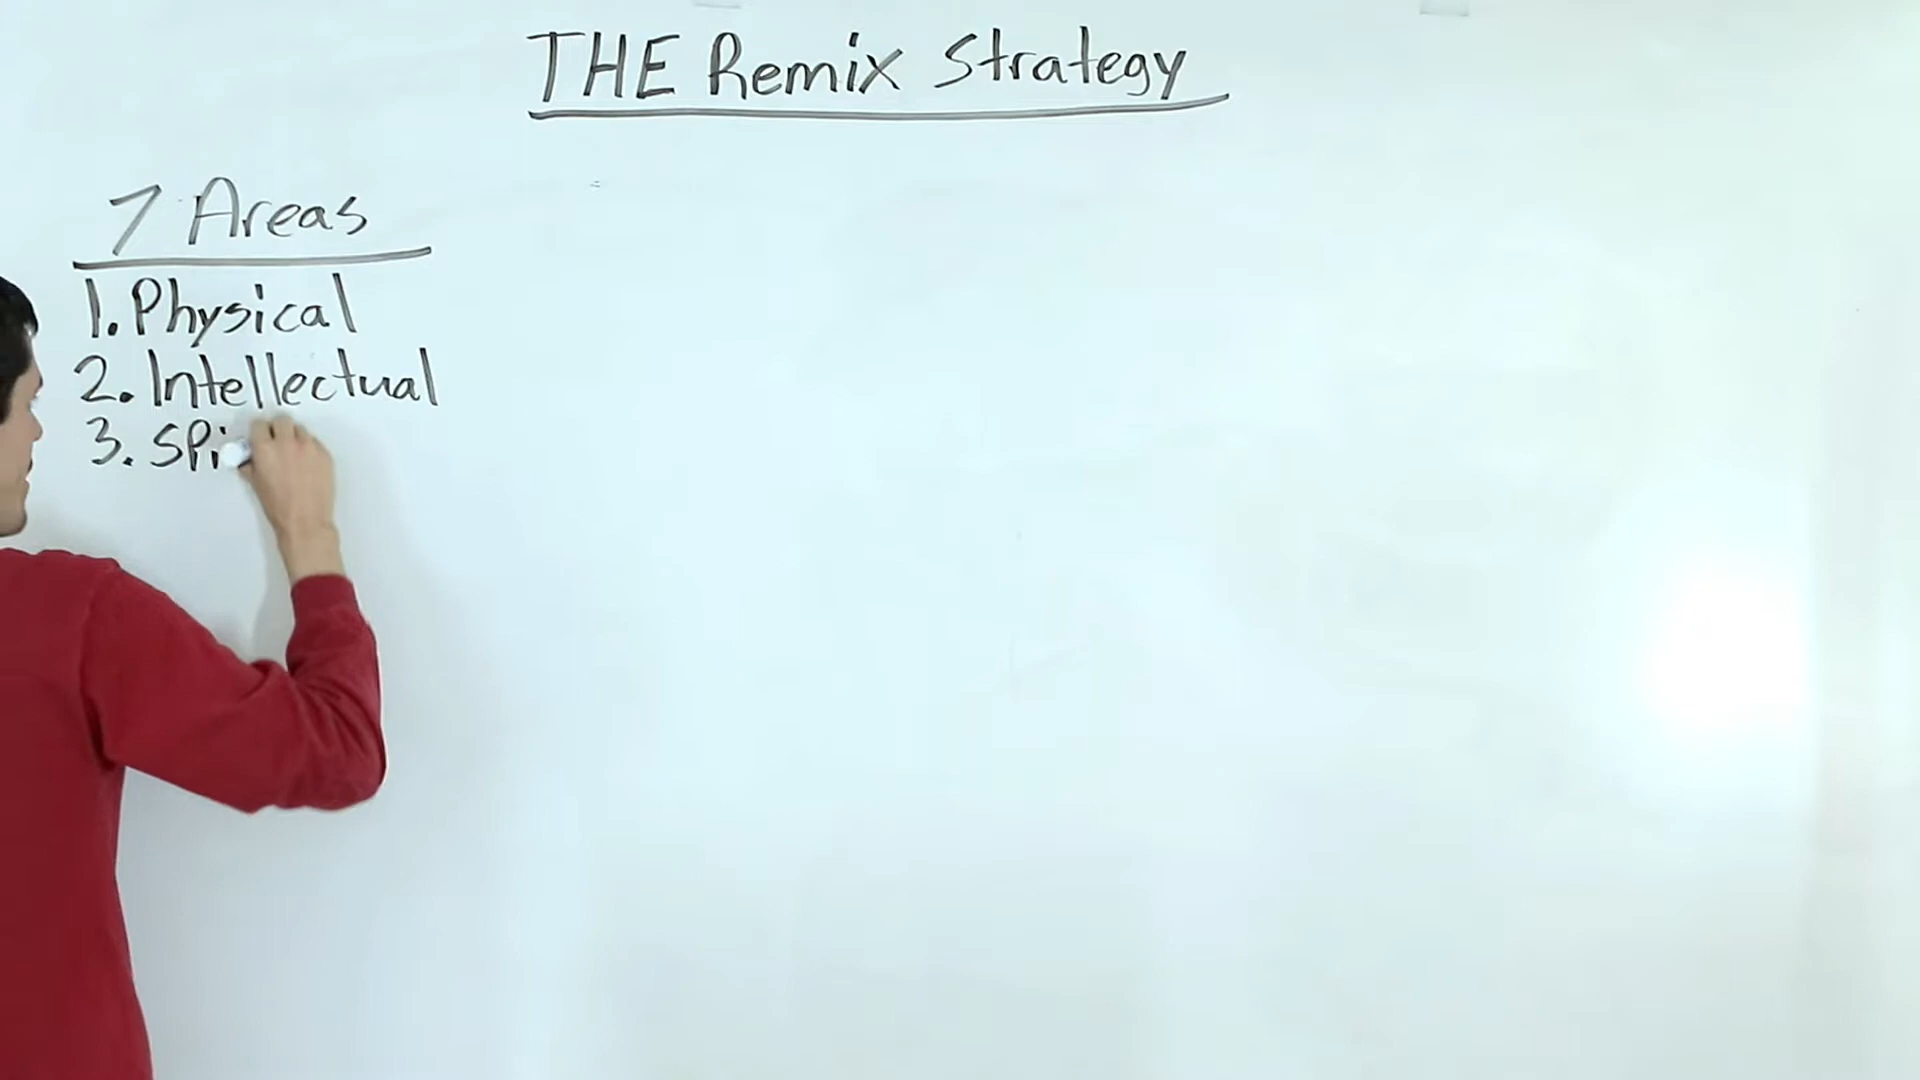 THE Remix Strategy
7 Areas
1. Physical
2. Intellectual
3. SPi